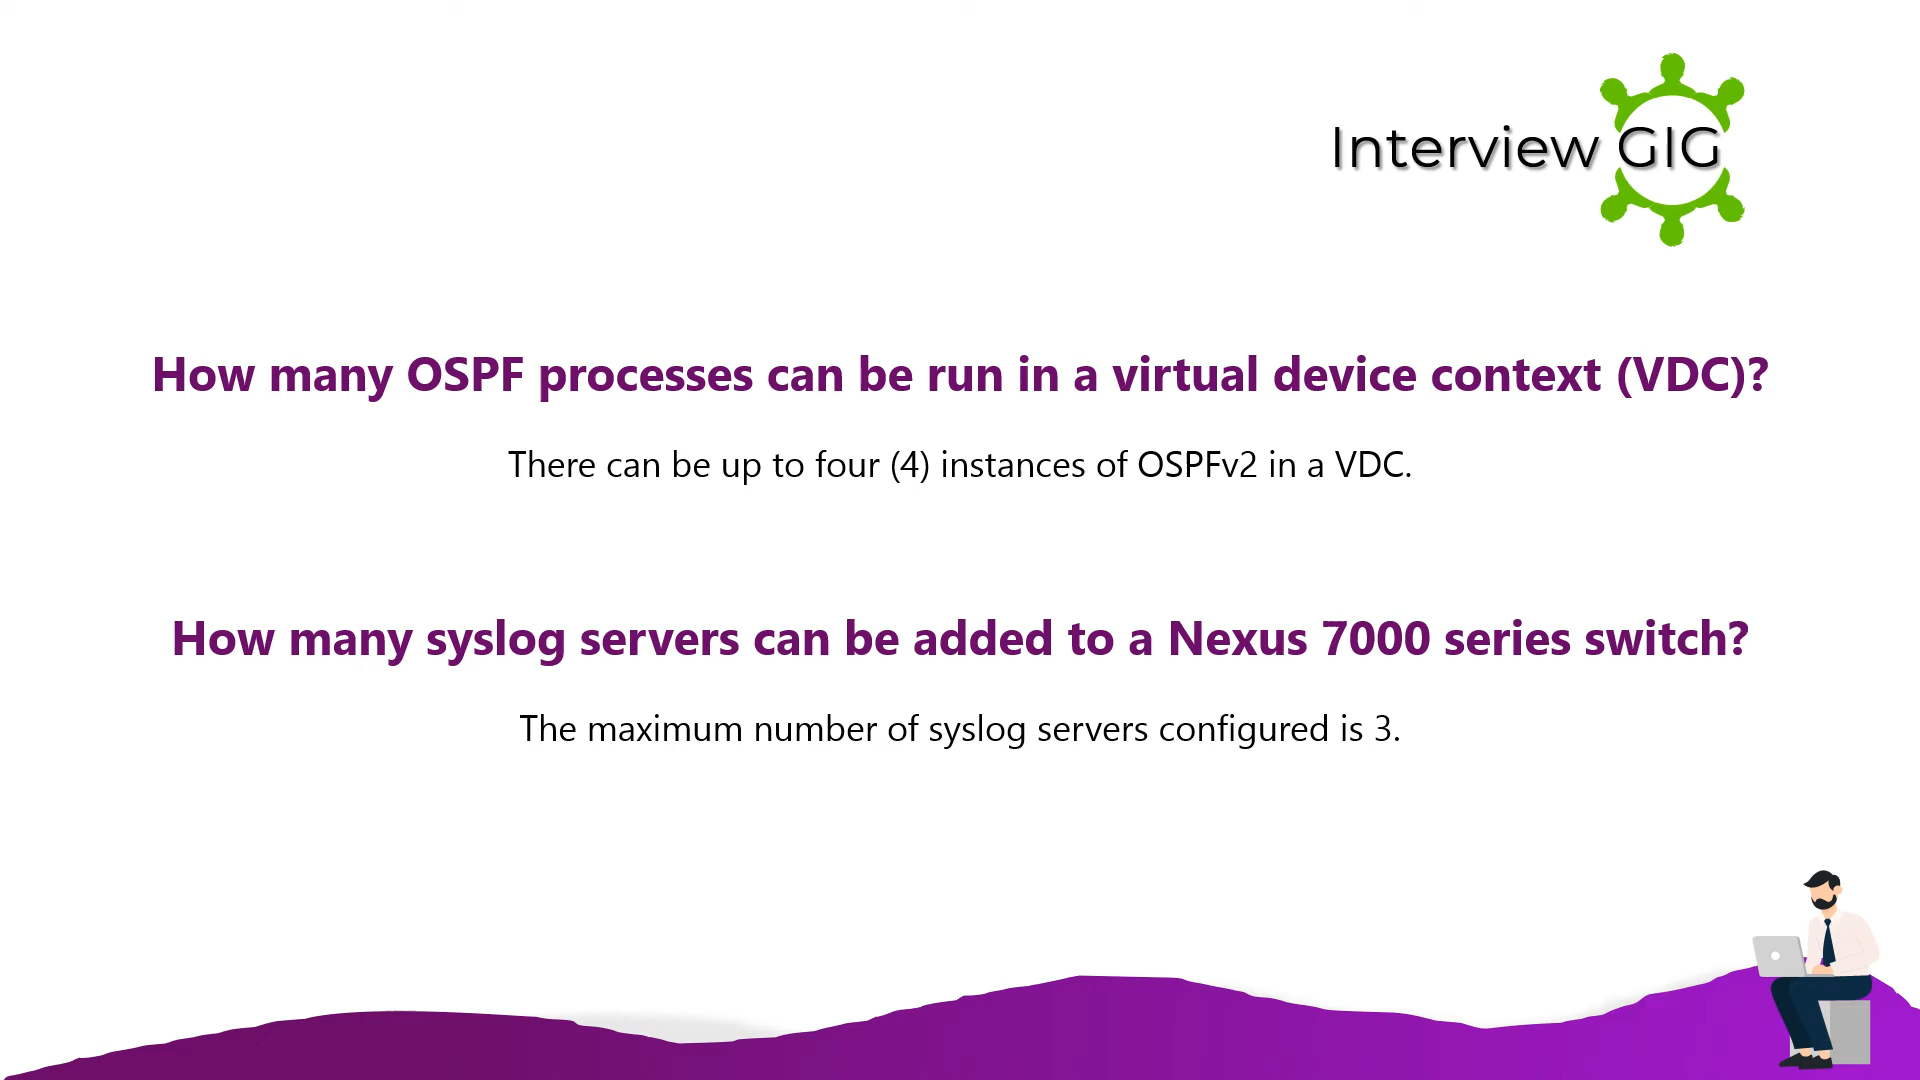 Interview GIG
How many OSPF processes can be run in a virtual device context (VDC)?
There can be up to four (4) instances of OSPFv2 in a VDC.
How many syslog servers can be added to a Nexus 7000 series switch?
The maximum number of syslog servers configured is 3.